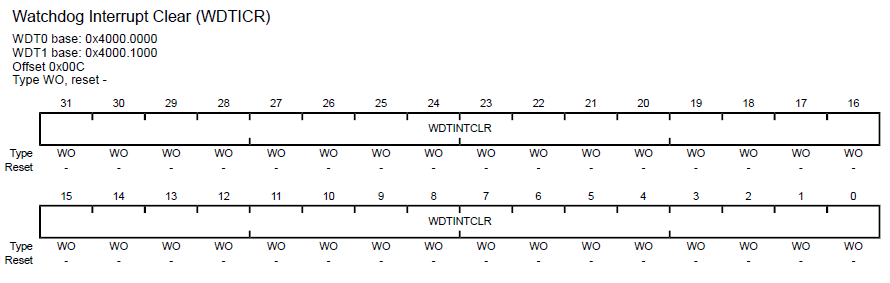 Watchdog Interrupt Clear (WDTICR)
WDT0 base: 0x4000.0000
WDT1 base: 0x4000.1000
Offset 0x00C
Type WO, reset -
31 30 29 28 27 26 25 24 23 22 21 20 19 18 17 16
WDTINTCLR
Type WO WO WO WO WO WO WO WO WO WO WO WO WO WO WO WO
Reset - - - - - - - - - - - - - - - -
15 14 13 12 11 10 9 8 7 6 5 4 3 2 1 0
WDTINTCLR
Type WO WO WO WO WO WO WO WO WO WO WO WO WO WO WO WO
Reset - - - - - - - - - - - - - - - -